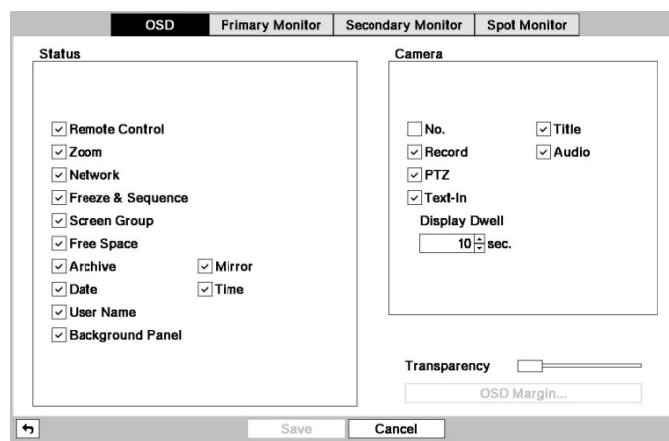 OSD Primary Monitor Secondary Monitor Spot Monitor
Status
Remote Control
Zoom
Network
Freeze & Sequence
Screen Group
Free Space
Archive Mirror
Date Time
User Name
Background Panel
Camera
No. Title
Record Audio
PTZ
Text-In
Display Dwell
10 sec.
Transparency
OSD Margin...
Save Cancel